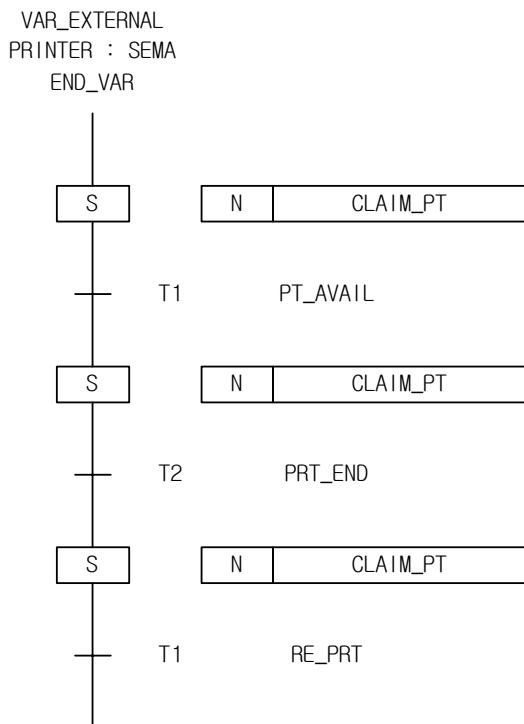 VAR_EXTERNAL
PRINTER : SEMA
END_VAR
S N CLAIM_PT
T1 PT_AVAIL
S N CLAIM_PT
T2 PRT_END
S N CLAIM_PT
T1 RE_PRT